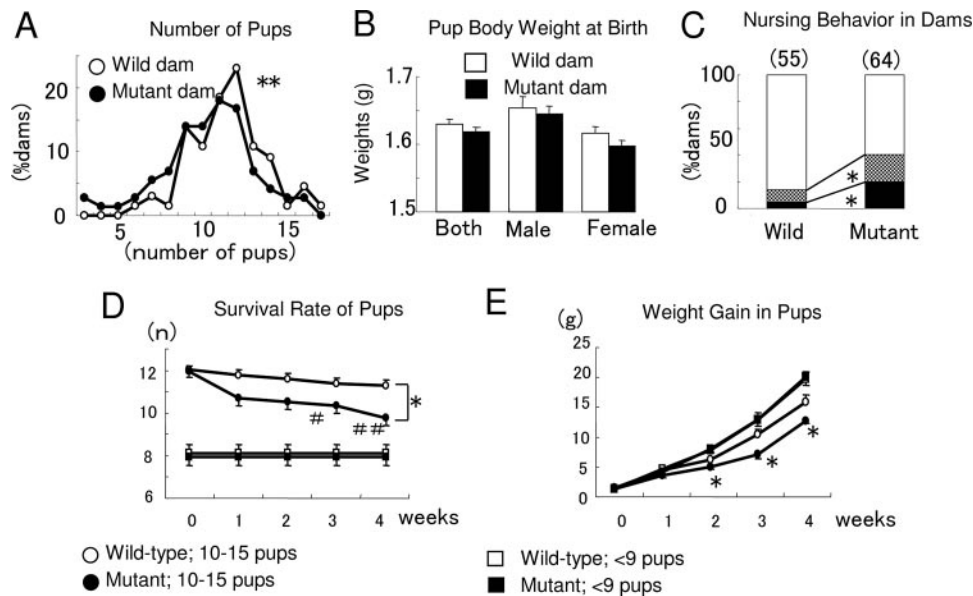 A
Number of Pups
Wild dam
Mutant dam
**
20
10
0
(%dams)
5 10 15
(number of pups)
B
Pup Body Weight at Birth
Wild dam
Mutant dam
1.7
1.6
1.5
Weights (g)
Both Male Female
C
Nursing Behavior in Dams
(55) (64)
100
50
0
(%dams)
*
*
Wild Mutant
D
Survival Rate of Pups
(n)
12
10
8
6
*
#
##
0 1 2 3 4 weeks
Wild-type; 10-15 pups
Mutant; 10-15 pups
E
Weight Gain in Pups
(g)
25
20
15
10
5
0
*
*
*
0 1 2 3 4 weeks
Wild-type; <9 pups
Mutant; <9 pups